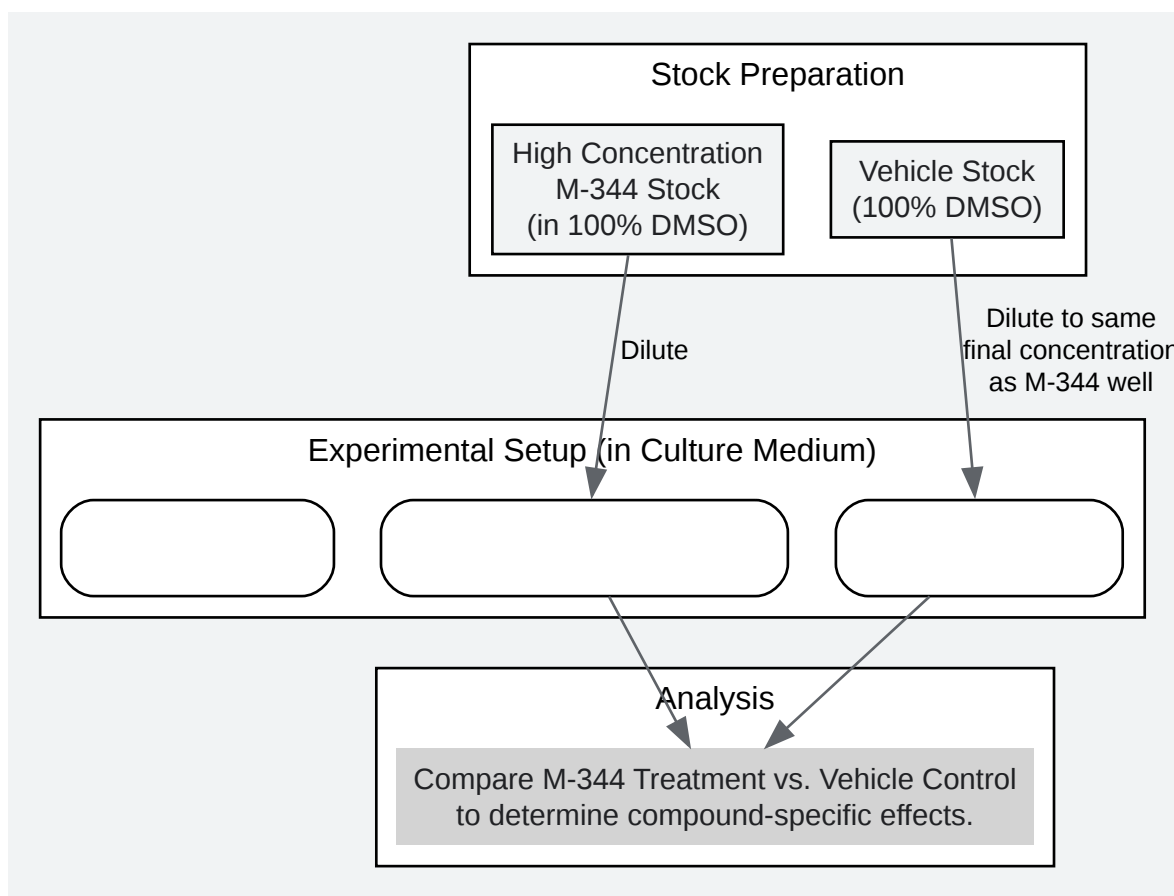 Stock Preparation
High Concentration
M-344 Stock
(in 100% DMSO)
Vehicle Stock
(100% DMSO)
Dilute
Dilute to same
final concentration
as M-344 well
Experimental Setup (in Culture Medium)
Analysis
Compare M-344 Treatment vs. Vehicle Control
to determine compound-specific effects.